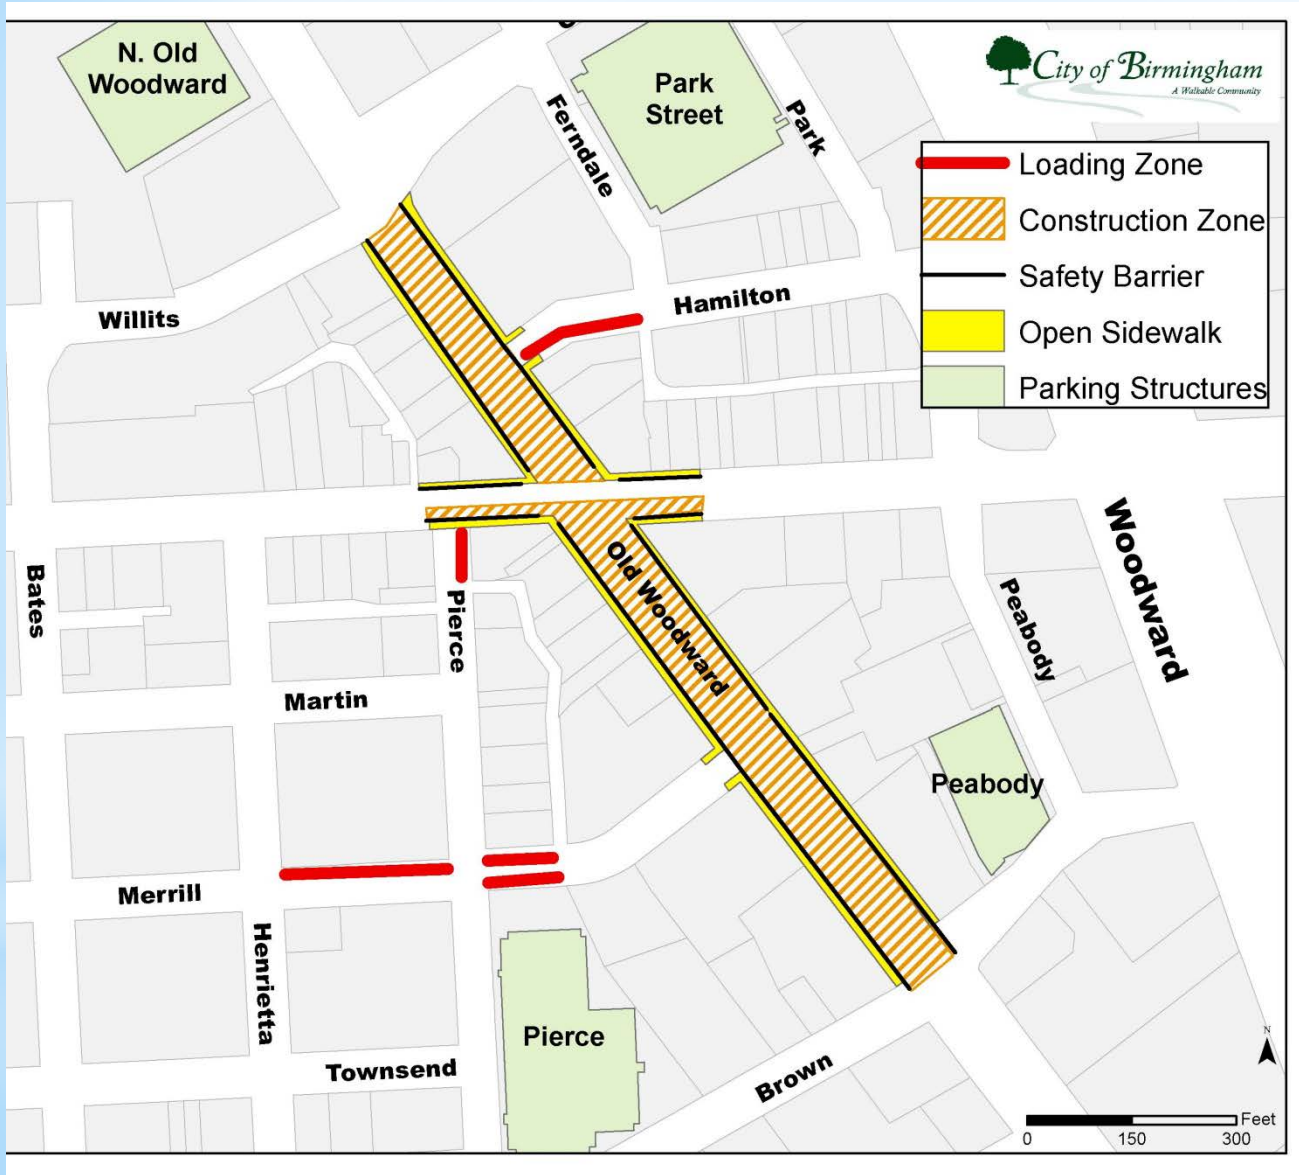 N. Old
Woodward
Park
Street
Ferndale
Park
City of Birmingham
A Walkable Community
Loading Zone
Construction Zone
Safety Barrier
Open Sidewalk
Parking Structures
Willits
Hamilton
Woodward
Bates
Pierce
Old Woodward
Peabody
Martin
Peabody
Merrill
Henrietta
Pierce
Townsend
Brown
N
Feet
0 150 300